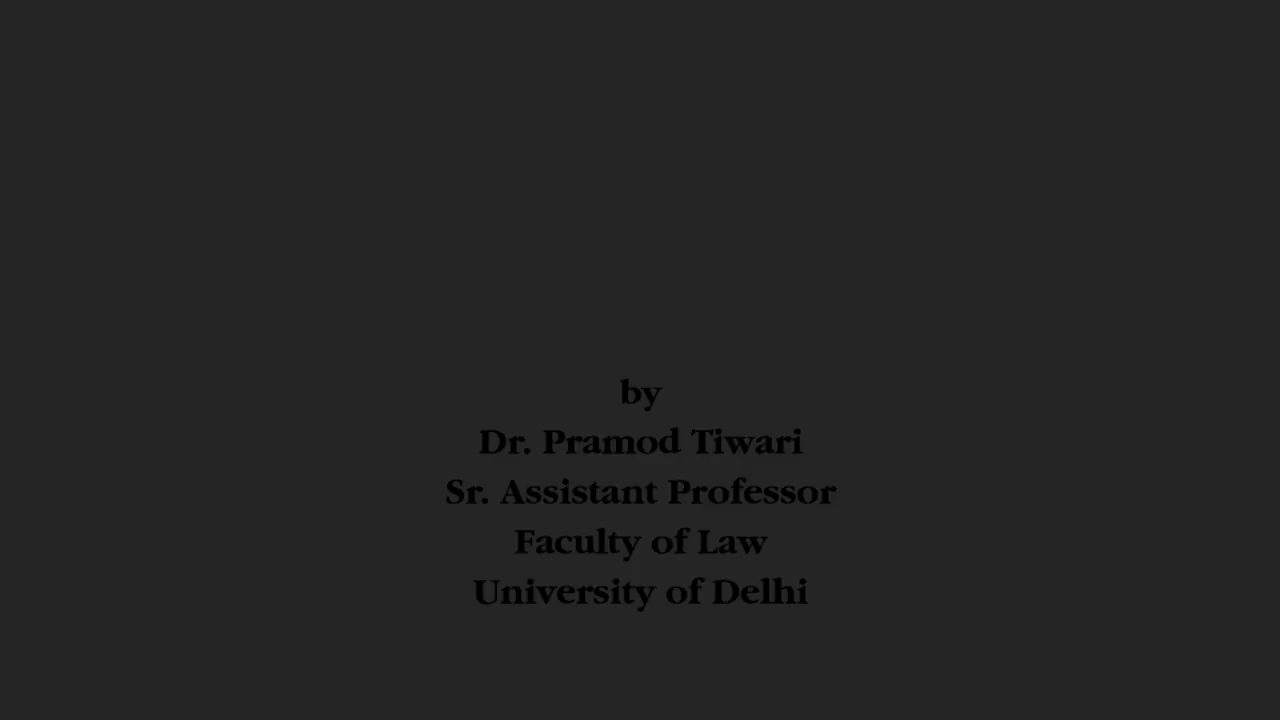 by
Dr. Pramod Tiwari
Sr. Assistant Professor
Faculty of Law
University of Delhi